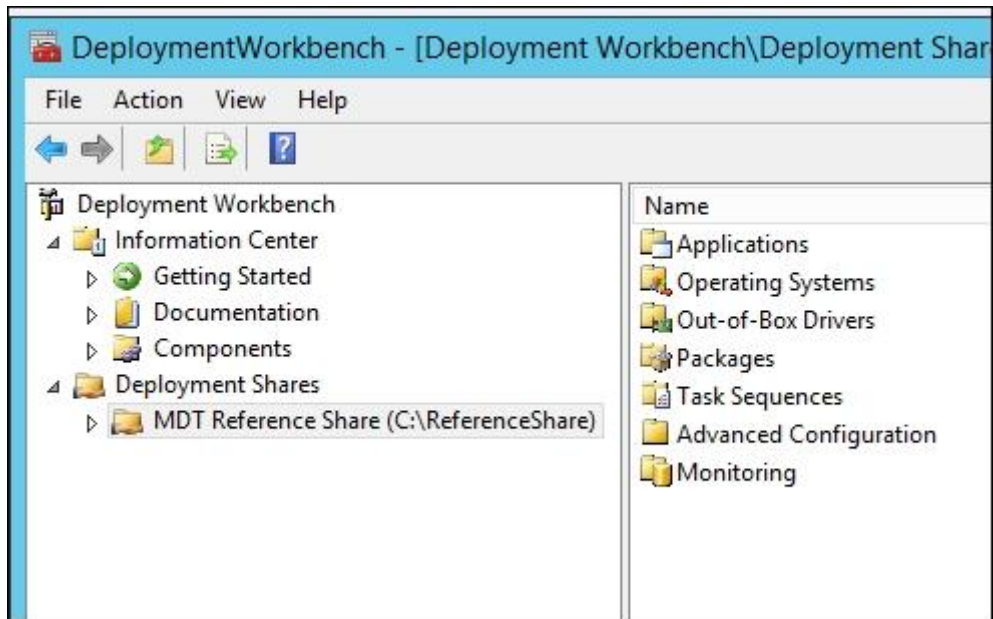 DeploymentWorkbench - [Deployment Workbench\Deployment Shar
File Action View Help
Deployment Workbench
Information Center
Getting Started
Documentation
Components
Deployment Shares
MDT Reference Share (C:\ReferenceShare)
Name
Applications
Operating Systems
Out-of-Box Drivers
Packages
Task Sequences
Advanced Configuration
Monitoring